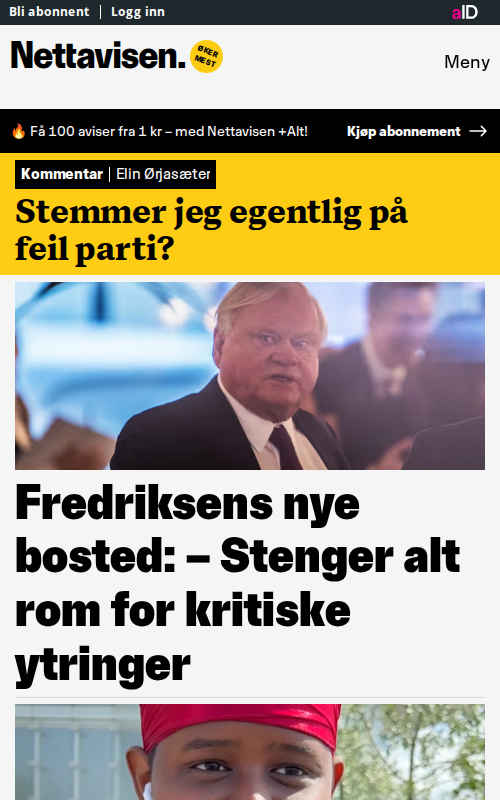 Bli abonnent | Logg inn
aID
Nettavisen.
ØKER
MEST
Meny
🔥 Få 100 aviser fra 1 kr – med Nettavisen +Alt!
Kjøp abonnement →
Kommentar | Elin Ørjasæter
Stemmer jeg egentlig på
feil parti?
Fredriksens nye
bosted: – Stenger alt
rom for kritiske
ytringer